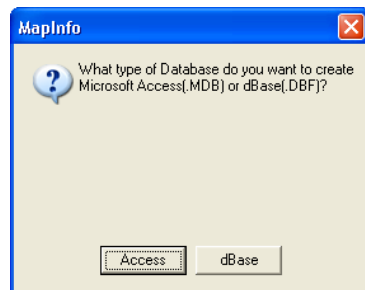 MapInfo
What type of Database do you want to create
Microsoft Access(.MDB) or dBase(.DBF)?
Access
dBase